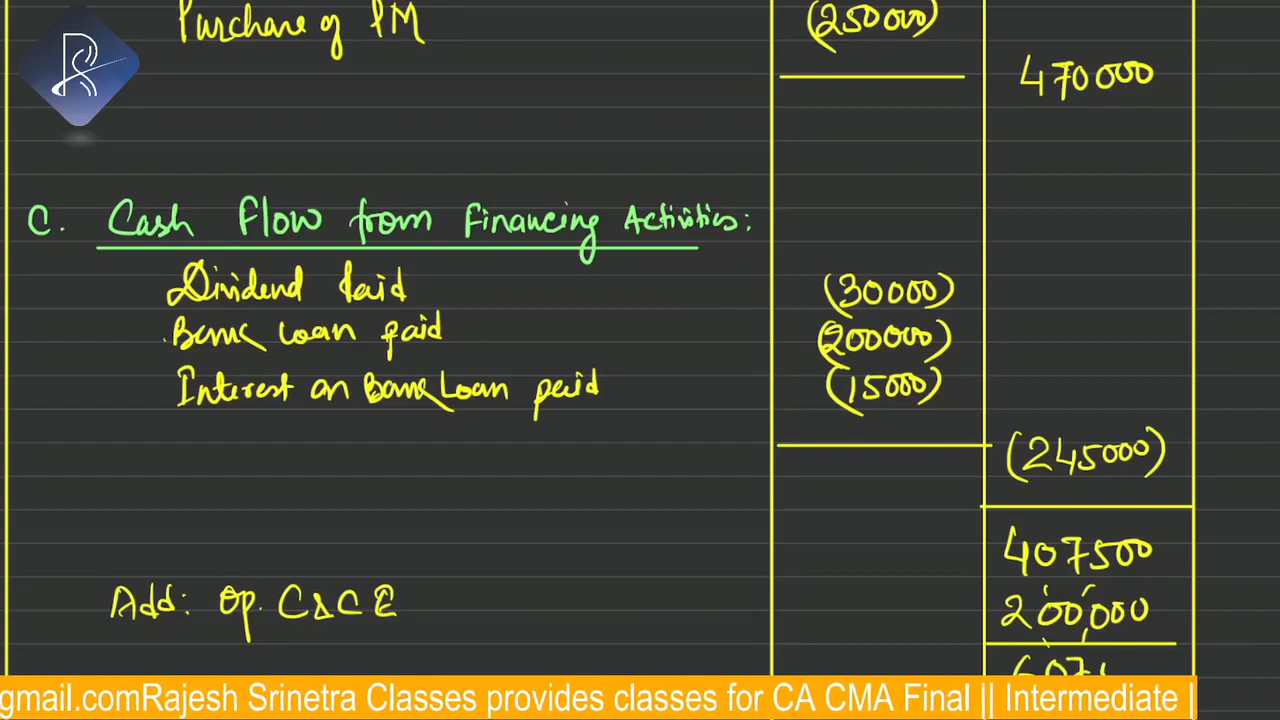 Purchase of PM (250000)
470000
C. Cash Flow from Financing Activities:
Dividend Paid (30000)
Bank Loan paid (200000)
Interest on Bank Loan paid (15000)
(245000)
407500
Add: Op. C&CE 200,000
gmail.comRajesh Srinetra Classes provides classes for CA CMA Final || Intermediate |